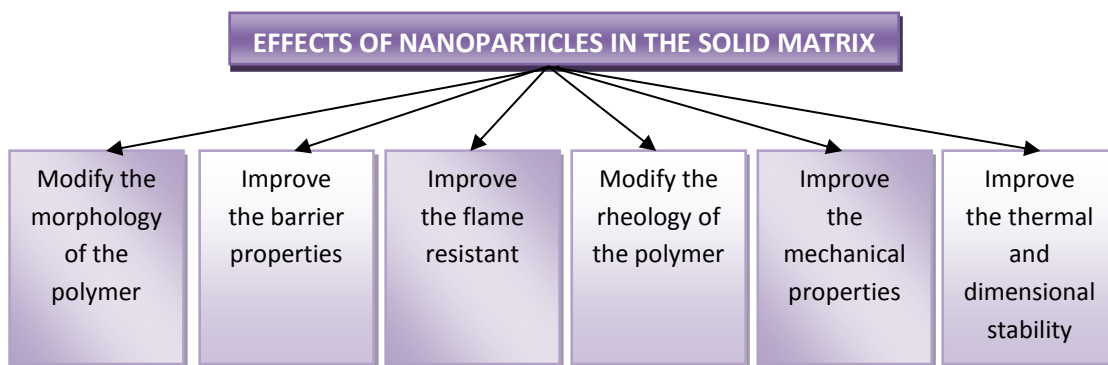 EFFECTS OF NANOPARTICLES IN THE SOLID MATRIX
Modify the
morphology
of the
polymer
Improve
the barrier
properties
Improve
the flame
resistant
Modify the
rheology of
the polymer
Improve
the
mechanical
properties
Improve
the thermal
and
dimensional
stability